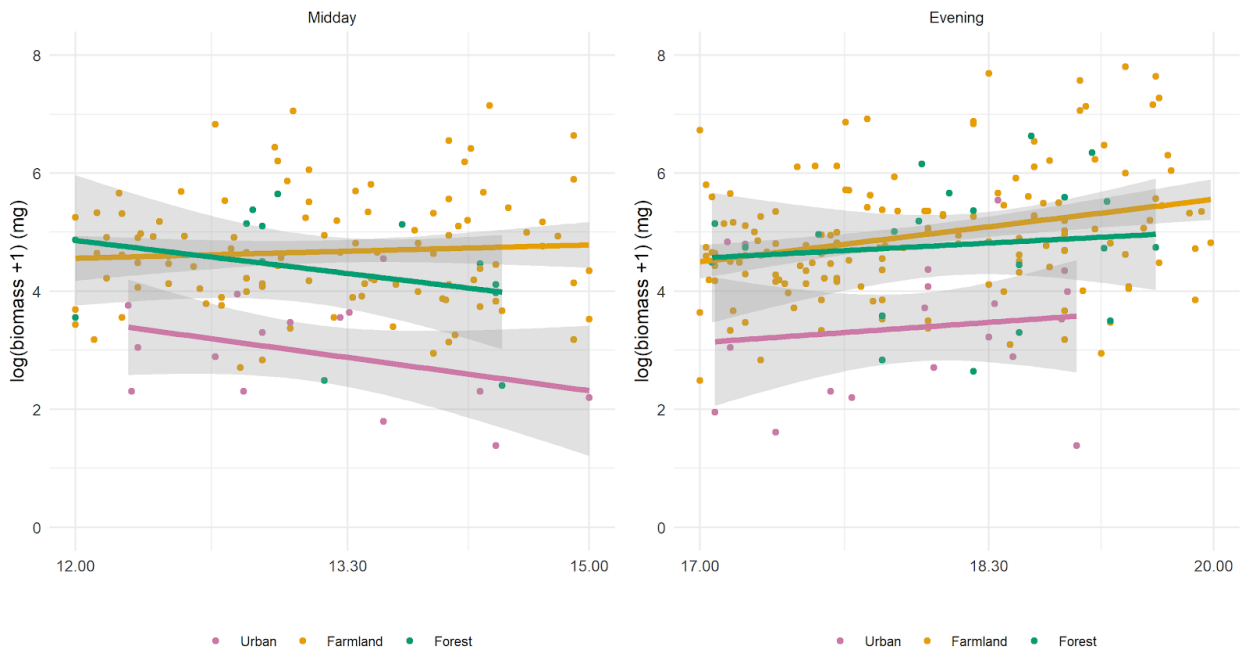 Midday
8
6
4
2
0
log(biomass +1) (mg)
12.00
13.30
15.00
Urban
Farmland
Forest
Evening
8
6
4
2
0
log(biomass +1) (mg)
17.00
18.30
20.00
Urban
Farmland
Forest